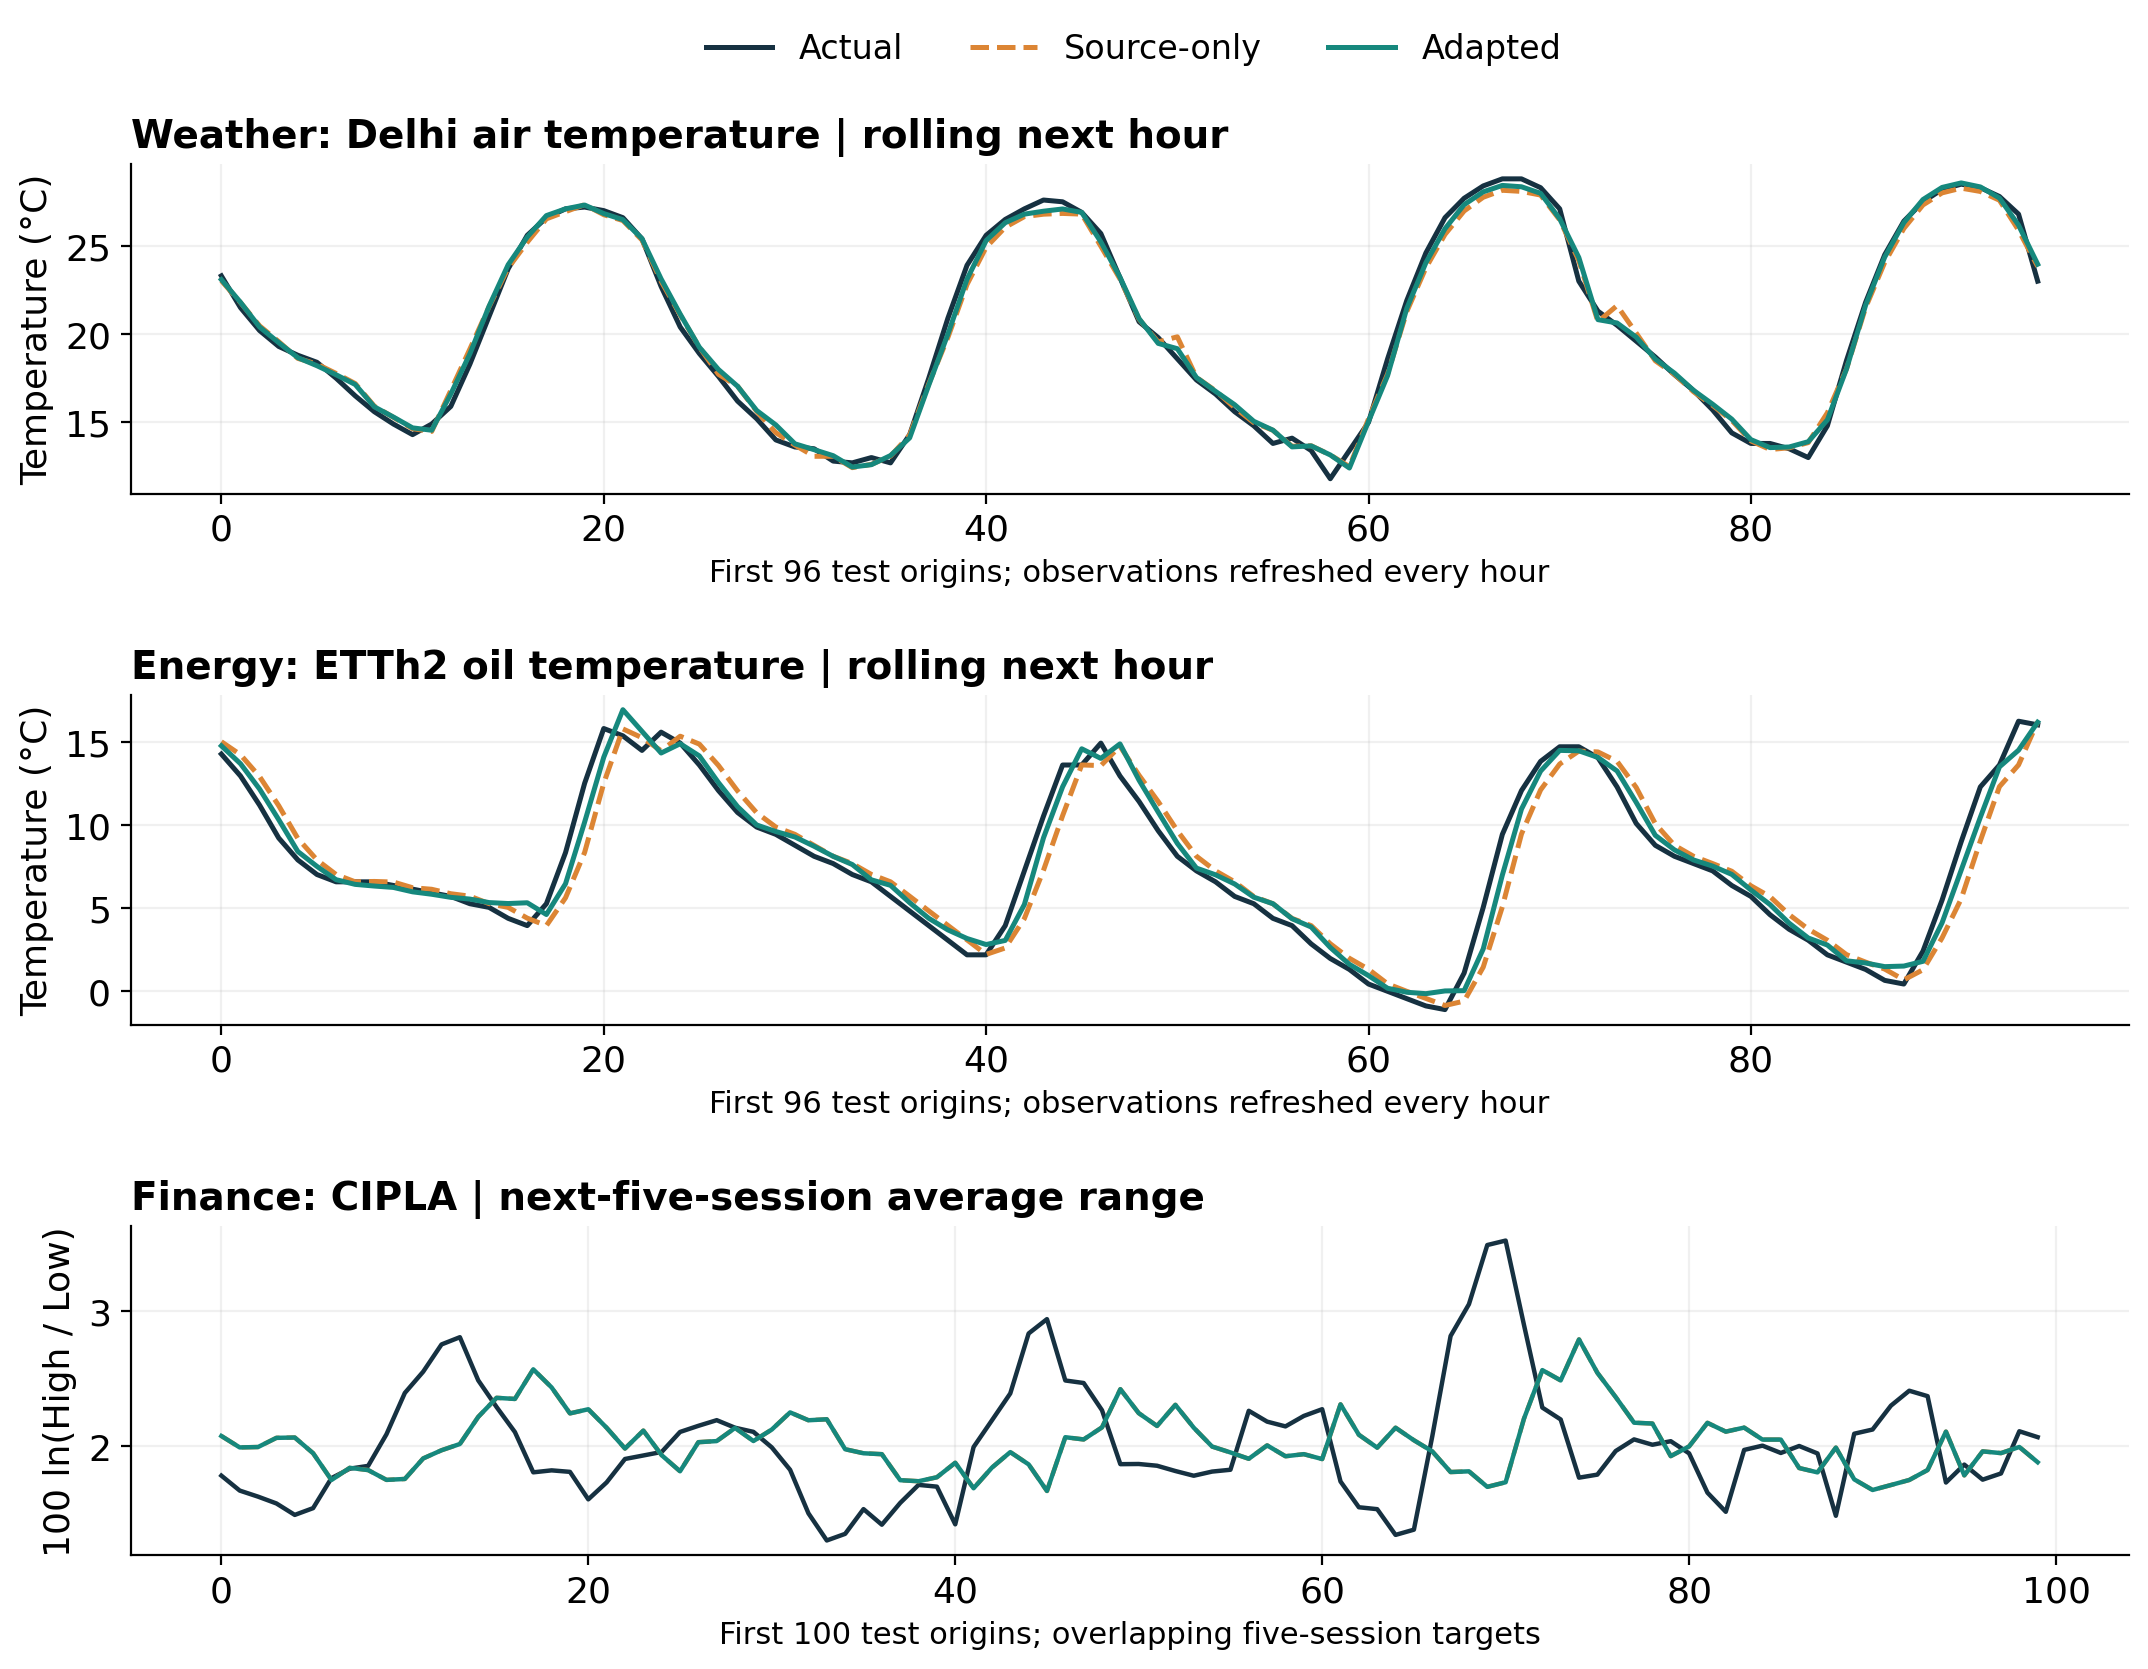 Actual Source-only Adapted
Weather: Delhi air temperature | rolling next hour
Temperature (°C)
25
20
15
0 20 40 60 80
First 96 test origins; observations refreshed every hour
Energy: ETTh2 oil temperature | rolling next hour
Temperature (°C)
15
10
5
0
0 20 40 60 80
First 96 test origins; observations refreshed every hour
Finance: CIPLA | next-five-session average range
100 ln(High / Low)
3
2
0 20 40 60 80 100
First 100 test origins; overlapping five-session targets